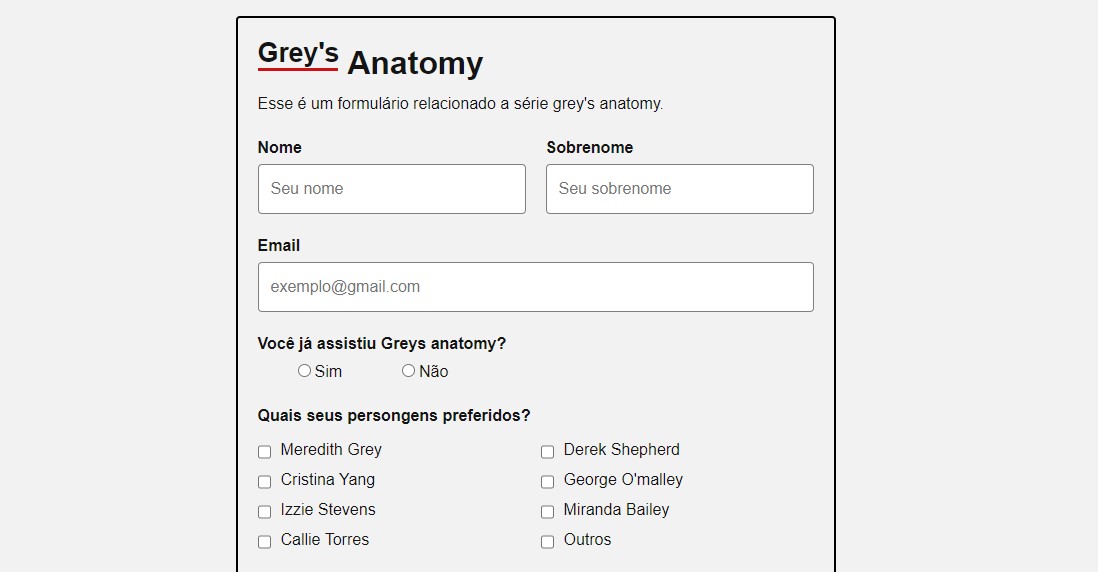 Grey's Anatomy
Esse é um formulário relacionado a série grey's anatomy.
Nome Sobrenome
Seu nome Seu sobrenome
Email
exemplo@gmail.com
Você já assistiu Greys anatomy?
Sim Não
Quais seus persongens preferidos?
Meredith Grey Derek Shepherd
Cristina Yang George O'malley
Izzie Stevens Miranda Bailey
Callie Torres Outros